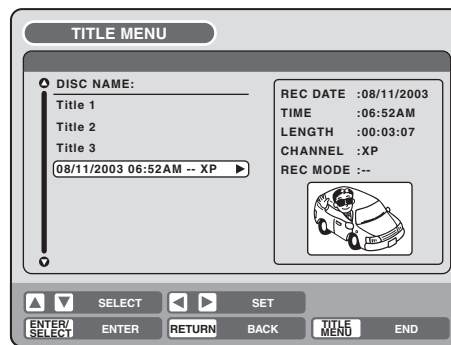 TITLE MENU
DISC NAME:
Title 1
Title 2
Title 3
08/11/2003 06:52AM -- XP
REC DATE :08/11/2003
TIME :06:52AM
LENGTH :00:03:07
CHANNEL :XP
REC MODE :--
SELECT SET
ENTER/SELECT ENTER RETURN BACK TITLE MENU END